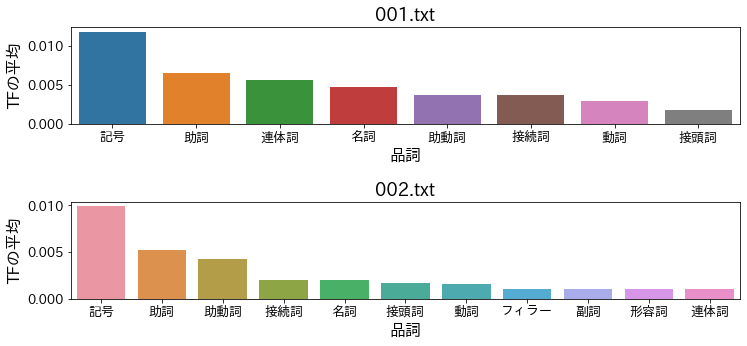 001.txt
TFの平均
0.010
0.005
0.000
記号 助詞 連体詞 名詞 助動詞 接続詞 動詞 接頭詞
品詞
002.txt
TFの平均
0.010
0.005
0.000
記号 助詞 助動詞 接続詞 名詞 接頭詞 動詞 フィラー 副詞 形容詞 連体詞
品詞